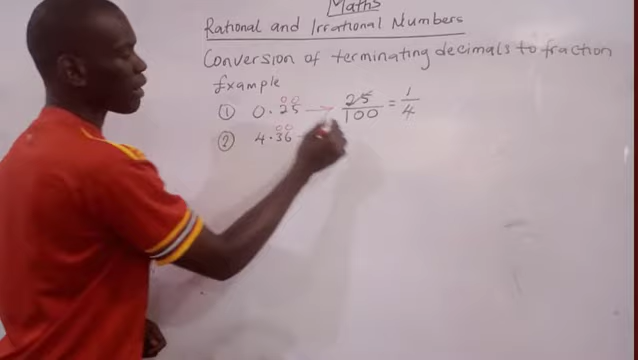 Maths
Rational and Irrational Numbers
Conversion of terminating decimals to fraction
Example
① 0.25 → 25/100 = 1/4
② 4.36